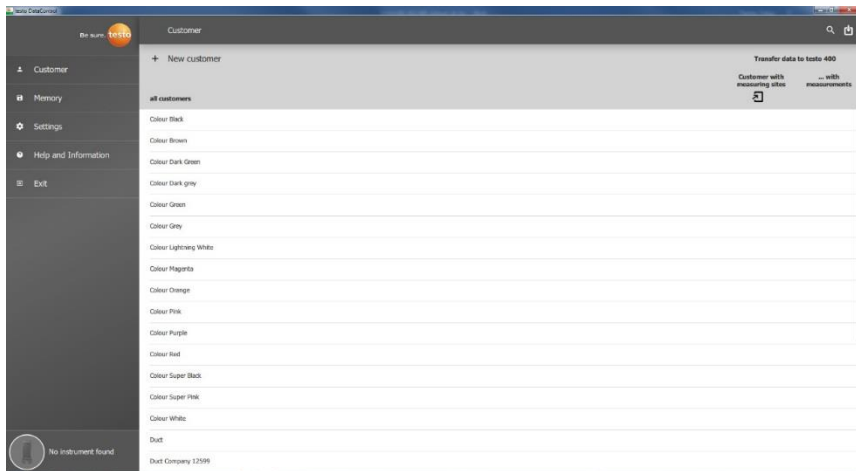 testo DataControl
Be sure. testo
Customer
Customer
Memory
Settings
Help and Information
Exit
No instrument found
+ New customer
Transfer data to testo 400
Customer with
measuring sites
... with
measurements
all customers
Colour Black
Colour Brown
Colour Dark Green
Colour Dark grey
Colour Green
Colour Grey
Colour Lightning White
Colour Magenta
Colour Orange
Colour Pink
Colour Purple
Colour Red
Colour Super Black
Colour Super Pink
Colour White
Duct
Duct Company 12599